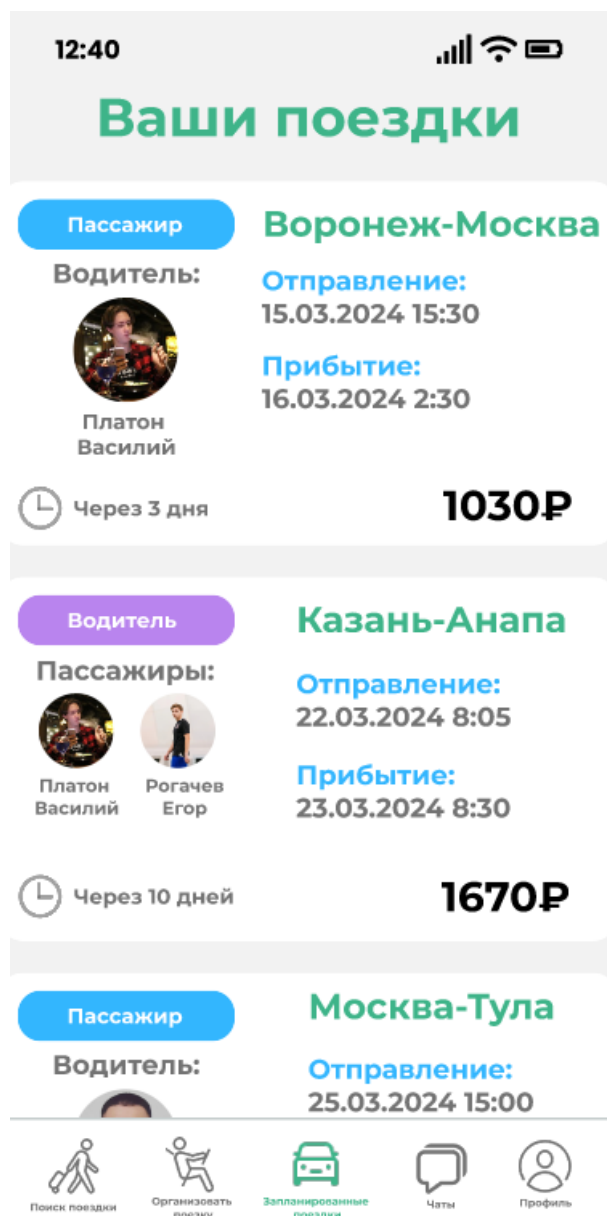 12:40
Ваши поездки
Пассажир
Воронеж-Москва
Водитель:
Отправление:
15.03.2024 15:30
Прибытие:
16.03.2024 2:30
Платон
Василий
Через 3 дня
1030₽
Водитель
Казань-Анапа
Пассажиры:
Отправление:
22.03.2024 8:05
Прибытие:
23.03.2024 8:30
Платон
Василий
Рогачев
Егор
Через 10 дней
1670₽
Пассажир
Москва-Тула
Водитель:
Отправление:
25.03.2024 15:00
Поиск поездки
Организовать
Запланированные
поездки
Чаты
Профиль